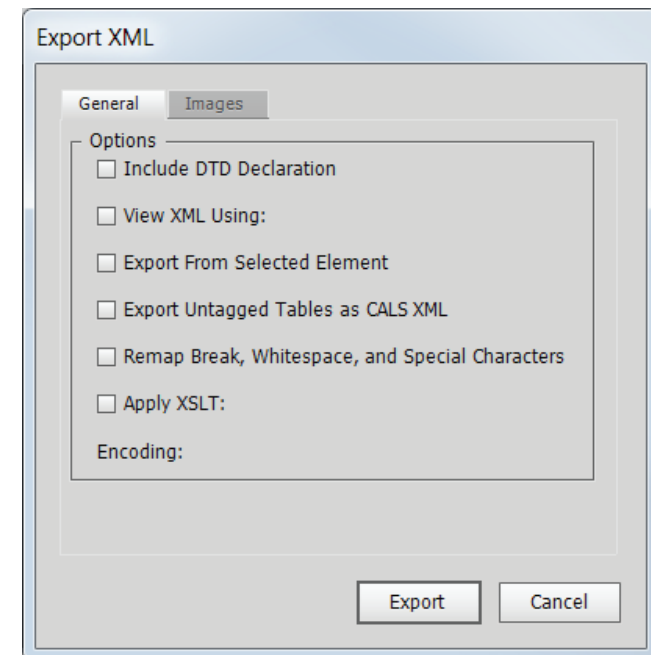 Export XML
General Images
Options
Include DTD Declaration
View XML Using:
Export From Selected Element
Export Untagged Tables as CALS XML
Remap Break, Whitespace, and Special Characters
Apply XSLT:
Encoding:
Export Cancel